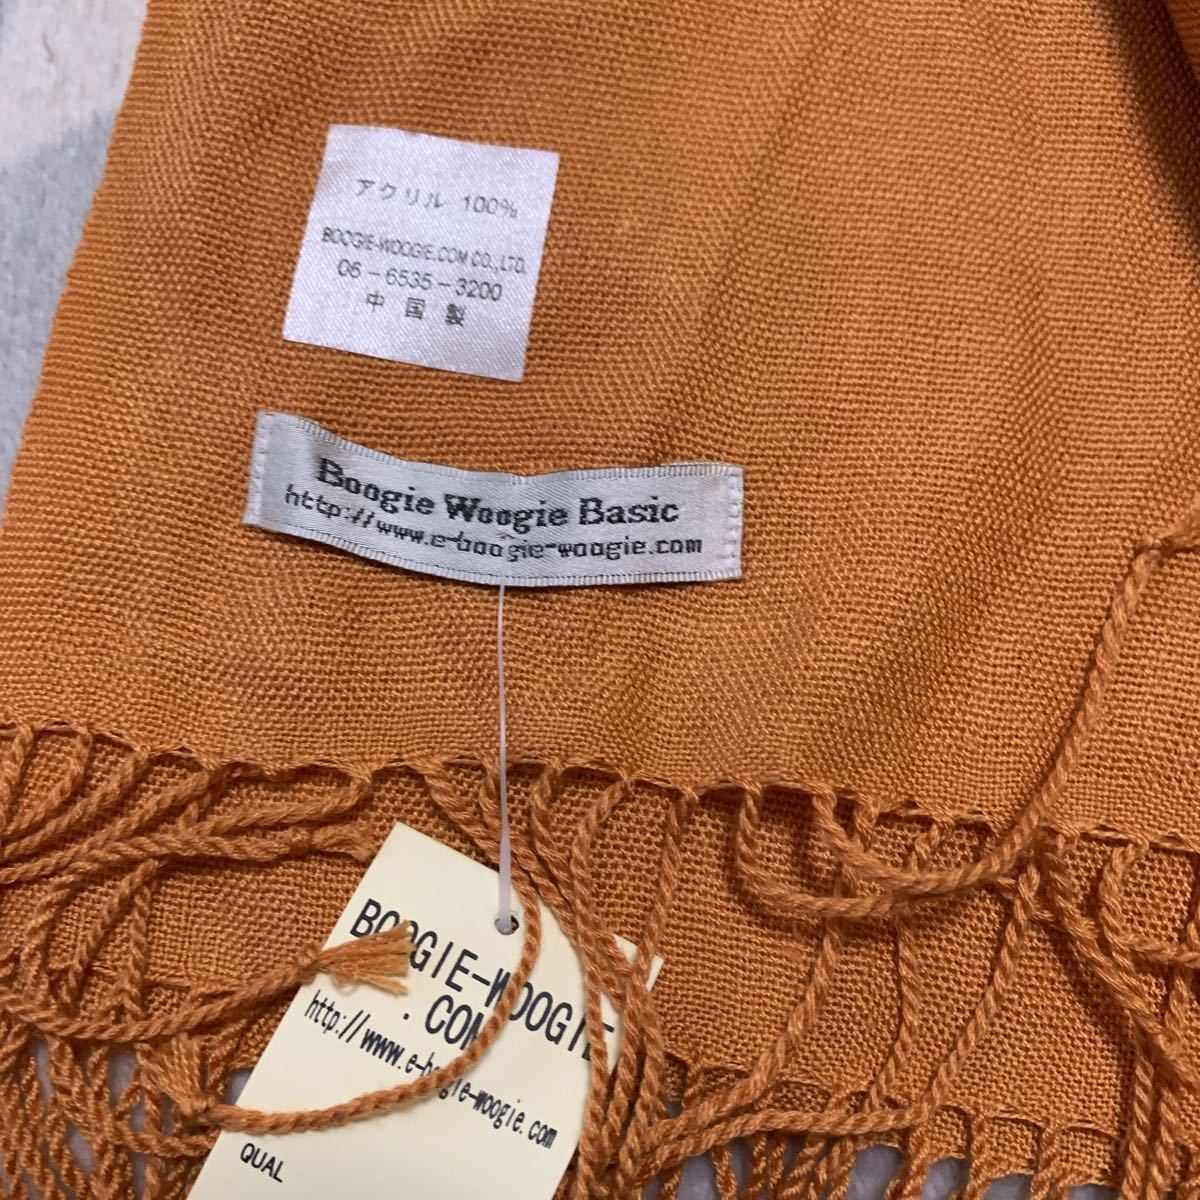 アクリル 100%
BOOGIE-WOOGIE.COM CO.,LTD.
06-6535-3200
中国製
Boogie Woogie Basic
http://www.e-boogie-woogie.com
BOOGIE-WOOGIE
.COM
http://www.e-boogie-woogie.com
QUAL